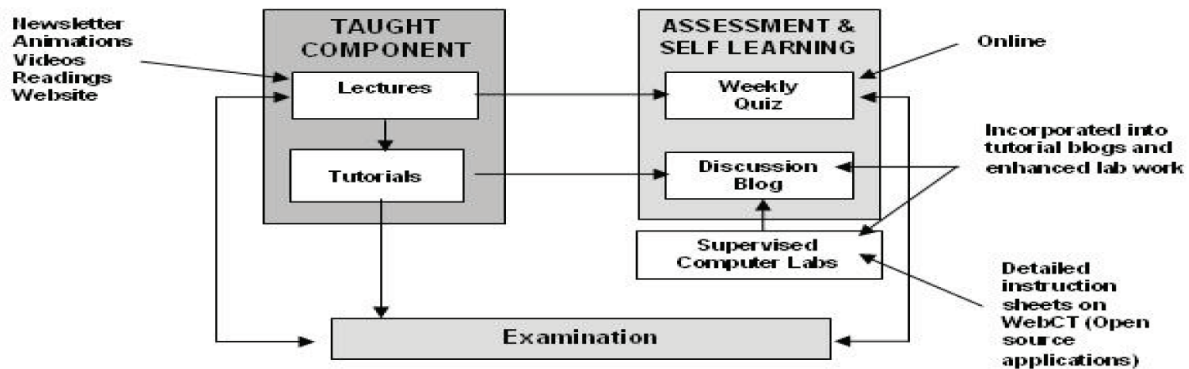 Newsletter
Animations
Videos
Readings
Website
TAUGHT
COMPONENT
Lectures
Tutorials
ASSESSMENT &
SELF LEARNING
Weekly
Quiz
Discussion
Blog
Supervised
Computer Labs
Online
Incorporated into
tutorial blogs and
enhanced lab work
Detailed
instruction
sheets on
WebCT (Open
source
applications)
Examination